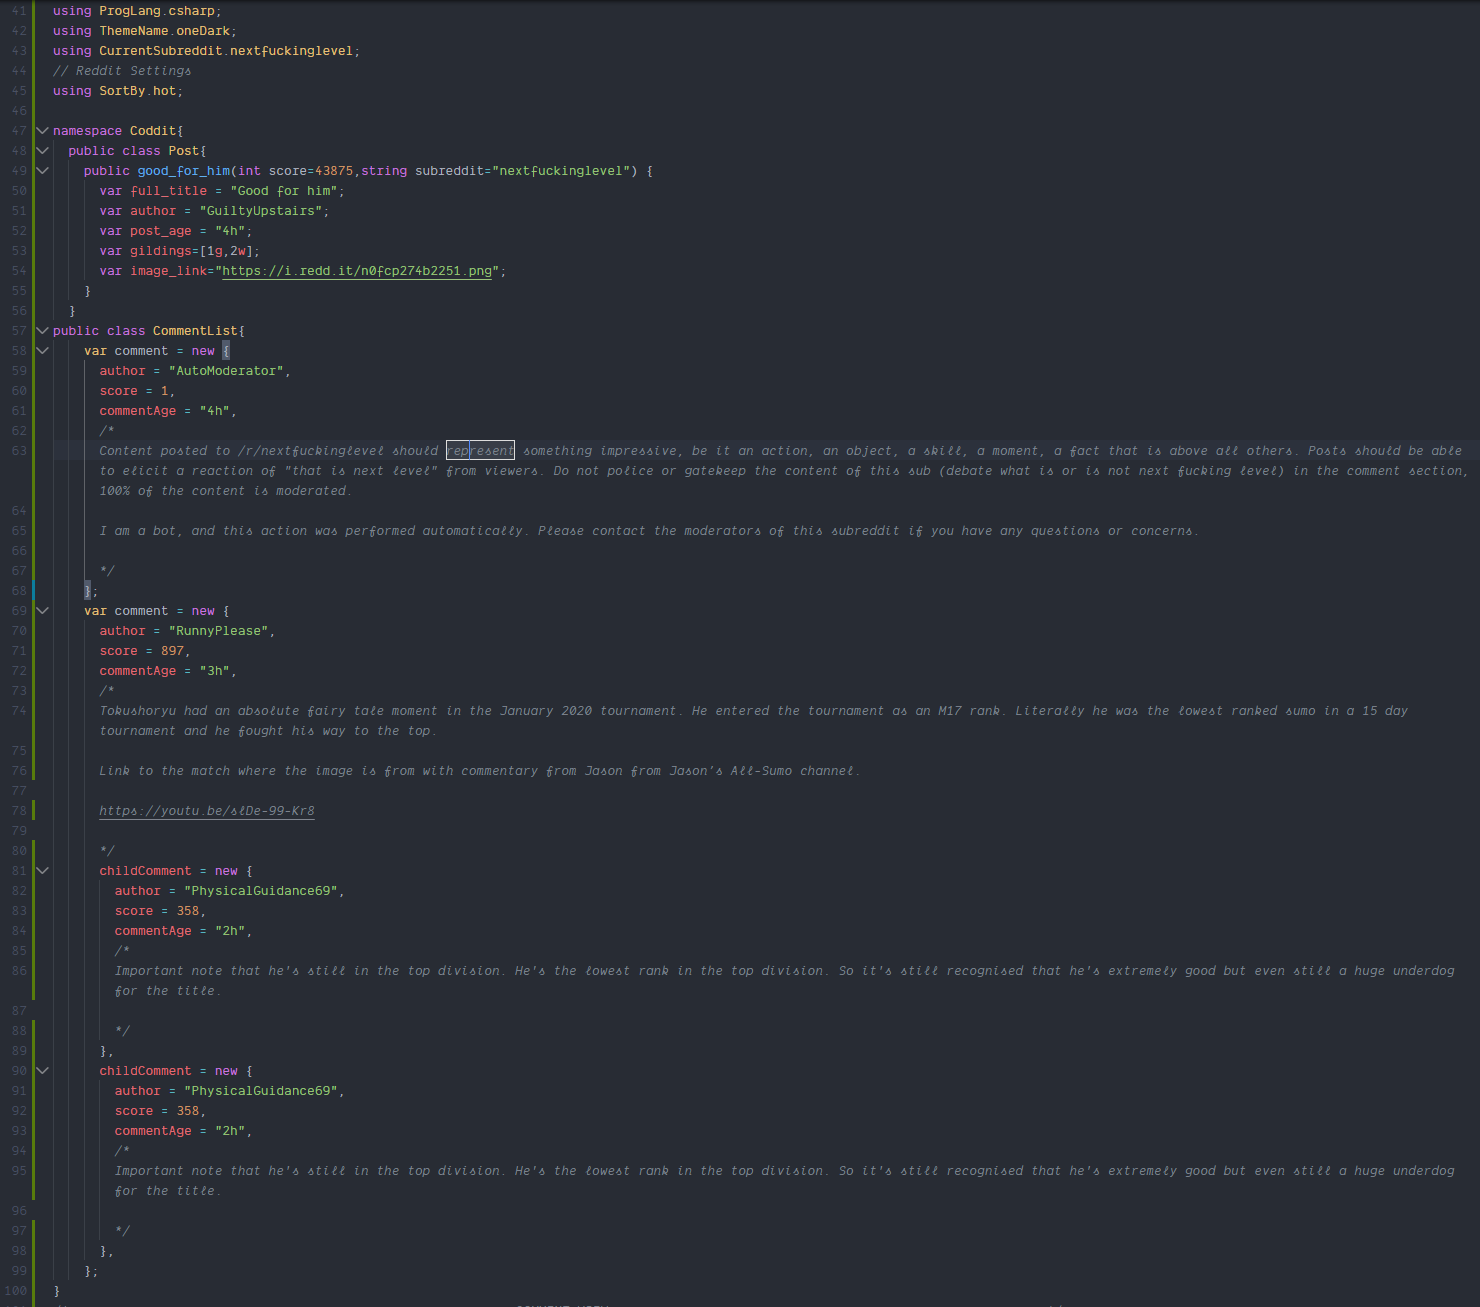 41 using ProgLang.csharp;
42 using ThemeName.oneDark;
43 using CurrentSubreddit.nextfuckinglevel;
44 // Reddit Settings
45 using SortBy.hot;
46
47 namespace Coddit{
48 public class Post{
49 public good_for_him(int score=43875,string subreddit="nextfuckinglevel") {
50 var full_title = "Good for him";
51 var author = "GuiltyUpstairs";
52 var post_age = "4h";
53 var gildings=[1g,2w];
54 var image_link="https://i.redd.it/n0fcp274b2251.png";
55 }
56 }
57 public class CommentList{
58 var comment = new {
59 author = "AutoModerator",
60 score = 1,
61 commentAge = "4h",
62 /*
63 Content posted to /r/nextfuckinglevel should represent something impressive, be it an action, an object, a skill, a moment, a fact that is above all others. Posts should be able
to elicit a reaction of "that is next level" from viewers. Do not police or gatekeep the content of this sub (debate what is or is not next fucking level) in the comment section,
100% of the content is moderated.
64
65 I am a bot, and this action was performed automatically. Please contact the moderators of this subreddit if you have any questions or concerns.
66
67 */
68 };
69 var comment = new {
70 author = "RunnyPlease",
71 score = 897,
72 commentAge = "3h",
73 /*
74 Tokushoryu had an absolute fairy tale moment in the January 2020 tournament. He entered the tournament as an M17 rank. Literally he was the lowest ranked sumo in a 15 day
tournament and he fought his way to the top.
75
76 Link to the match where the image is from with commentary from Jason from Jason's All-Sumo channel.
77
78 https://youtu.be/slDe-99-Kr8
79
80 */
81 childComment = new {
82 author = "PhysicalGuidance69",
83 score = 358,
84 commentAge = "2h",
85 /*
86 Important note that he's still in the top division. He's the lowest rank in the top division. So it's still recognised that he's extremely good but even still a huge underdog
for the title.
87
88 */
89 },
90 childComment = new {
91 author = "PhysicalGuidance69",
92 score = 358,
93 commentAge = "2h",
94 /*
95 Important note that he's still in the top division. He's the lowest rank in the top division. So it's still recognised that he's extremely good but even still a huge underdog
for the title.
96
97 */
98 },
99 };
100 }